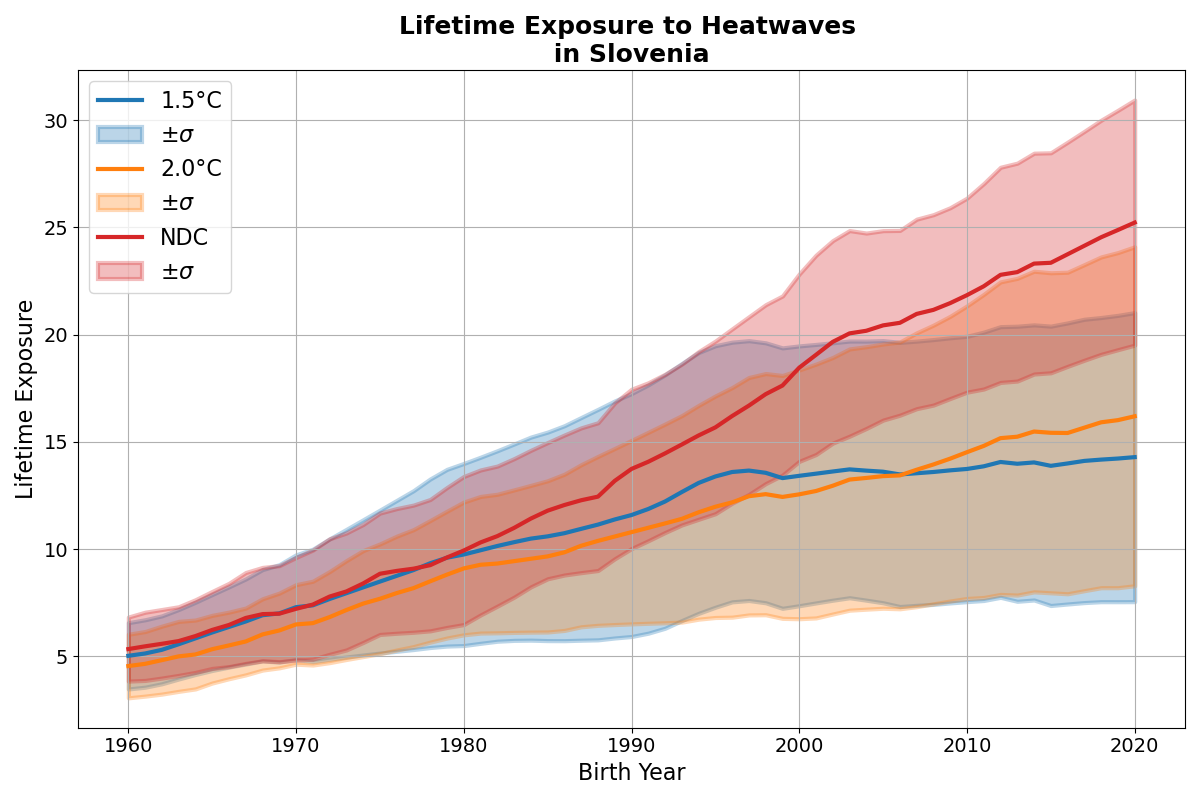 Lifetime Exposure to Heatwaves
in Slovenia
1.5°C
±σ
2.0°C
±σ
NDC
±σ
Lifetime Exposure
30
25
20
15
10
5
1960 1970 1980 1990 2000 2010 2020
Birth Year